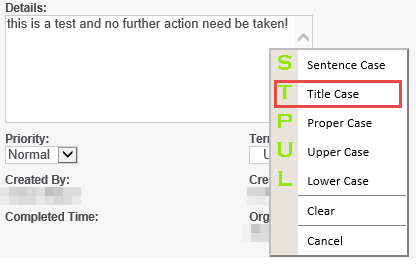 Details:
this is a test and no further action need be taken!
S Sentence Case
T Title Case
P Proper Case
U Upper Case
L Lower Case
Clear
Cancel
Priority:
Normal
Ter
U
Created By:
Cre
Completed Time:
Org